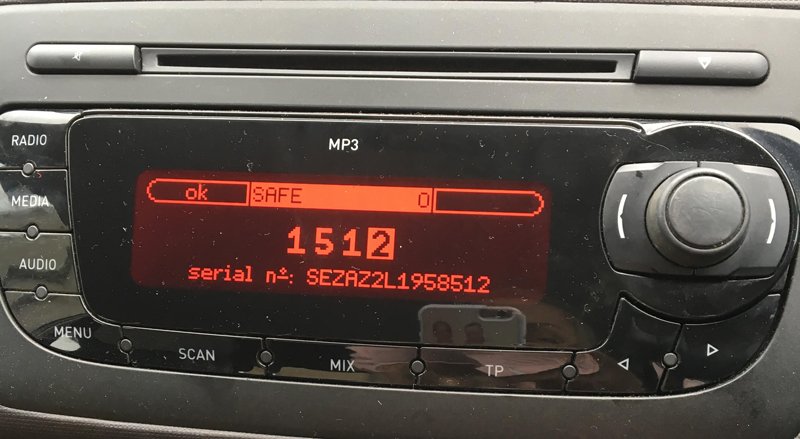 RADIO
MEDIA
AUDIO
MENU
MP3
ok SAFE 0
1512
serial nº: SEZAZ2L1958512
SCAN
MIX
TP